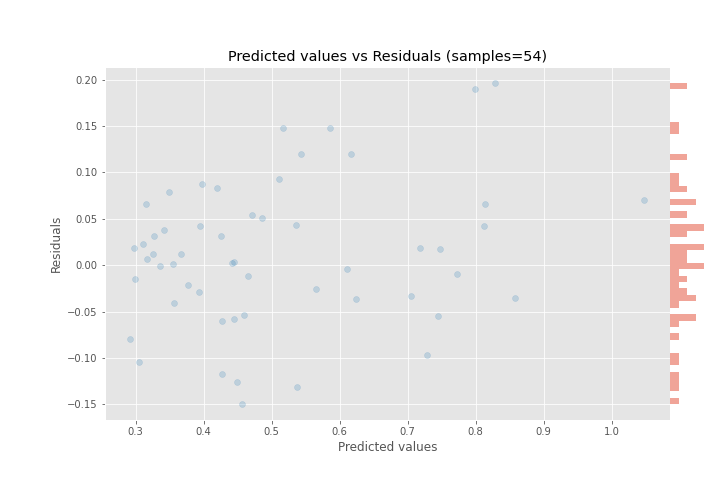 Predicted values vs Residuals (samples=54)
0.20
0.15
0.10
0.05
0.00
−0.05
−0.10
−0.15
Residuals
0.3 0.4 0.5 0.6 0.7 0.8 0.9 1.0
Predicted values